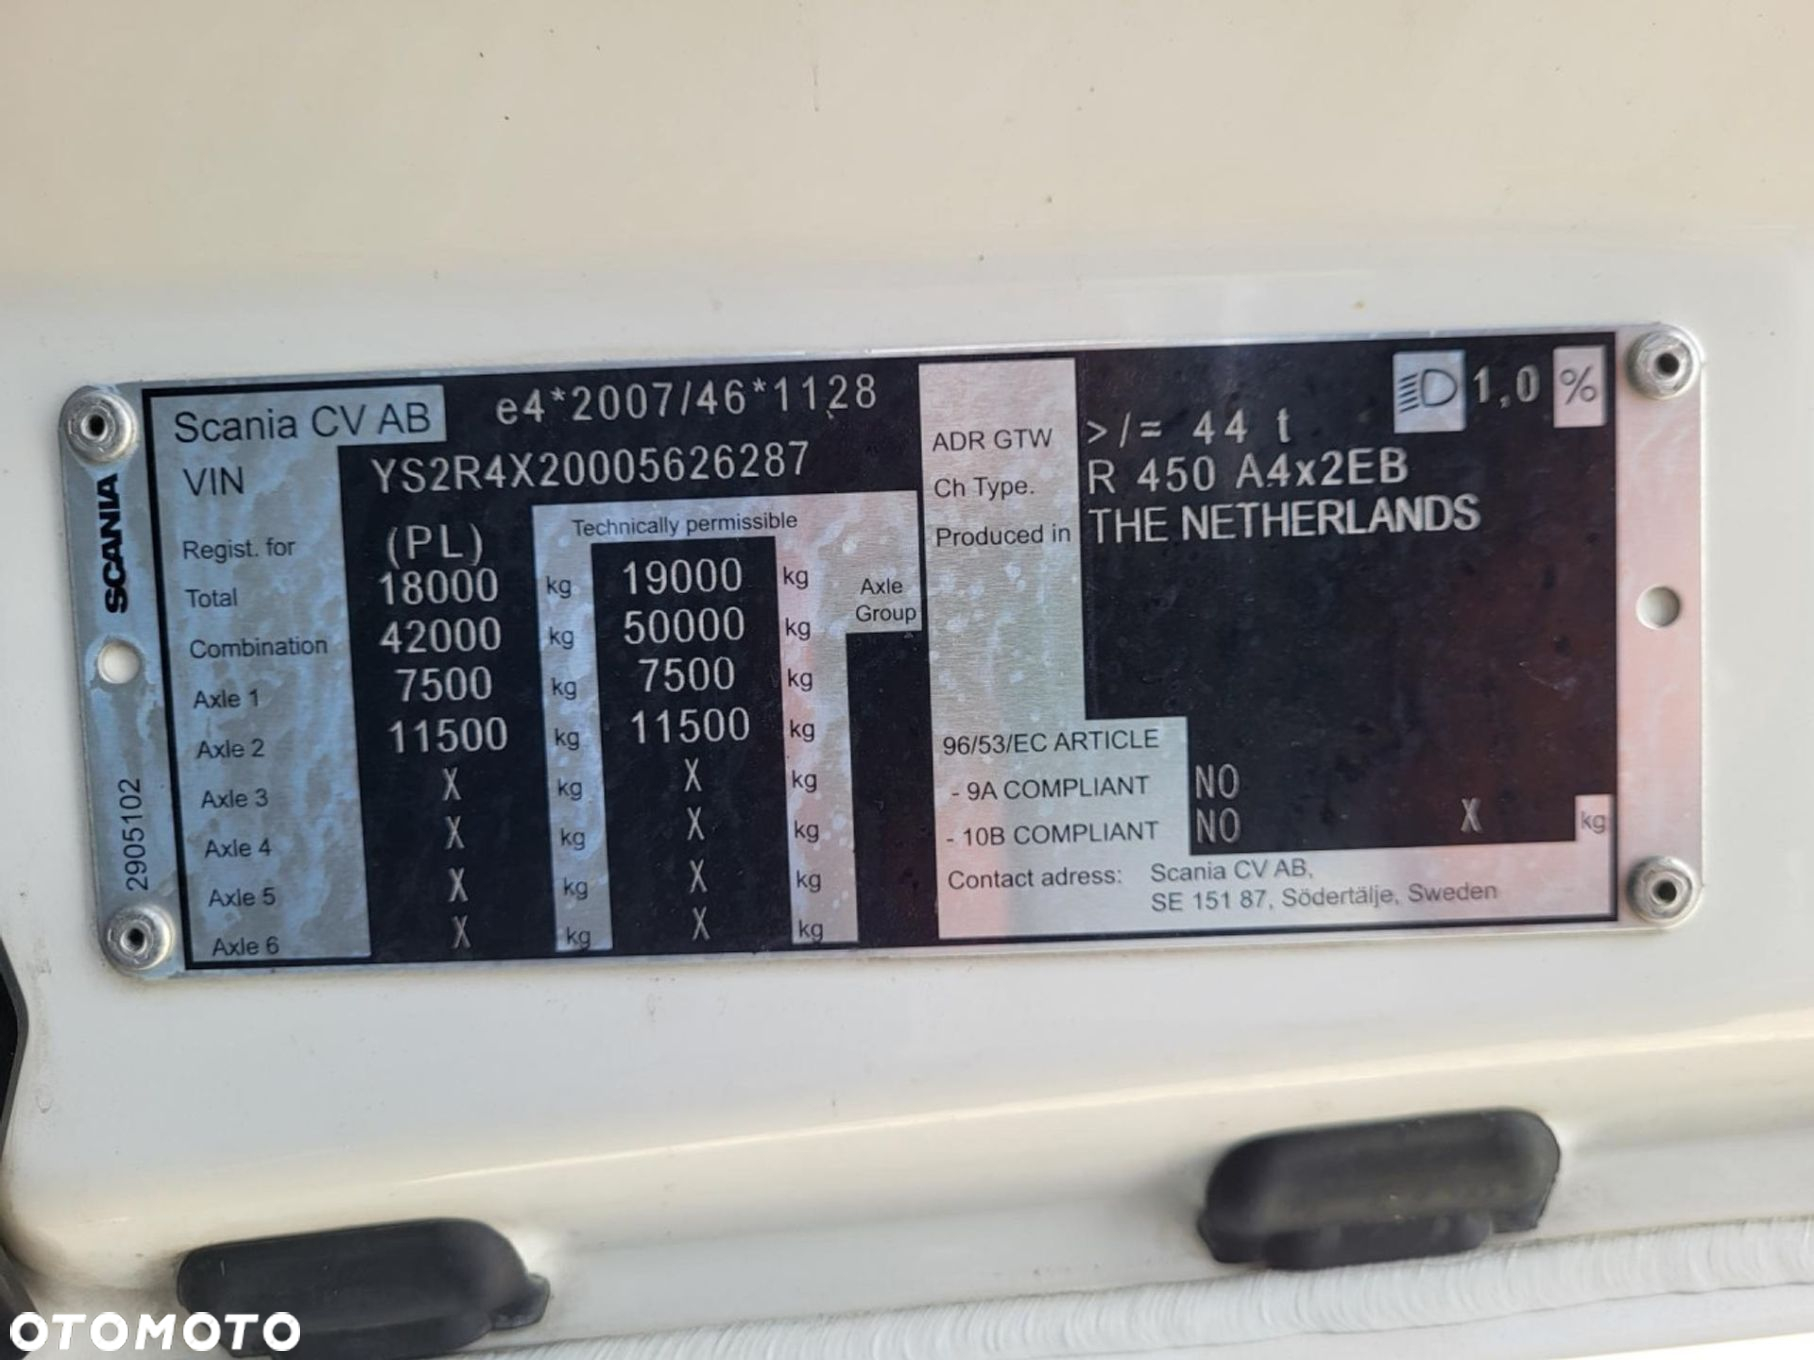 SCANIA
2905102
Scania CV AB e4*2007/46*1128
VIN YS2R4X20005626287
Regist. for (PL) Technically permissible
Total 18000 kg 19000 kg Axle Group
Combination 42000 kg 50000 kg
Axle 1 7500 kg 7500 kg
Axle 2 11500 kg 11500 kg
Axle 3 X kg X kg
Axle 4 X kg X kg
Axle 5 X kg X kg
Axle 6 X kg X kg
1,0 %
ADR GTW >/= 44 t
Ch Type. R 450 A4x2EB
Produced in THE NETHERLANDS
96/53/EC ARTICLE
- 9A COMPLIANT NO
- 10B COMPLIANT NO X kg
Contact adress: Scania CV AB,
SE 151 87, Södertälje, Sweden
OTOMOTO